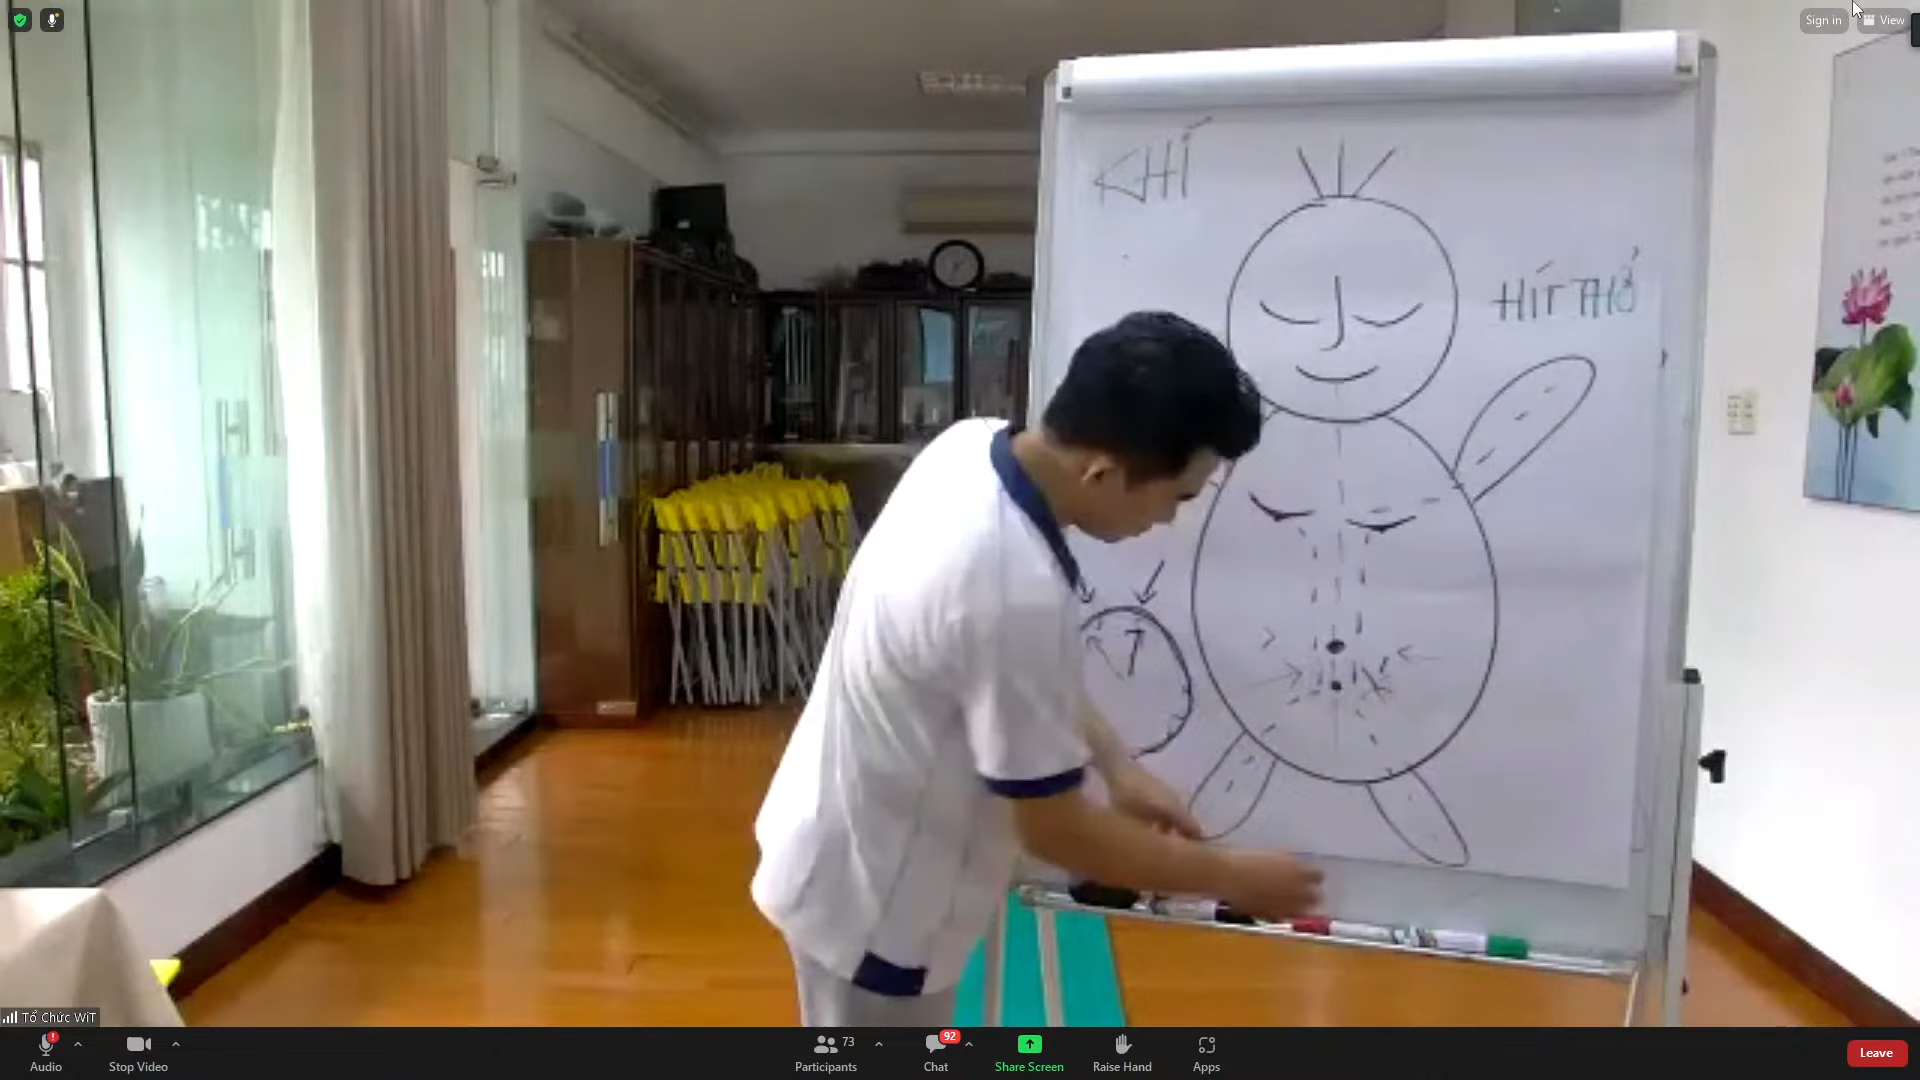 Sign in
View
KHÍ
HÍT THỞ
Tổ Chức WiT
Audio
Stop Video
Participants
73
Chat
92
Share Screen
Raise Hand
Apps
Leave